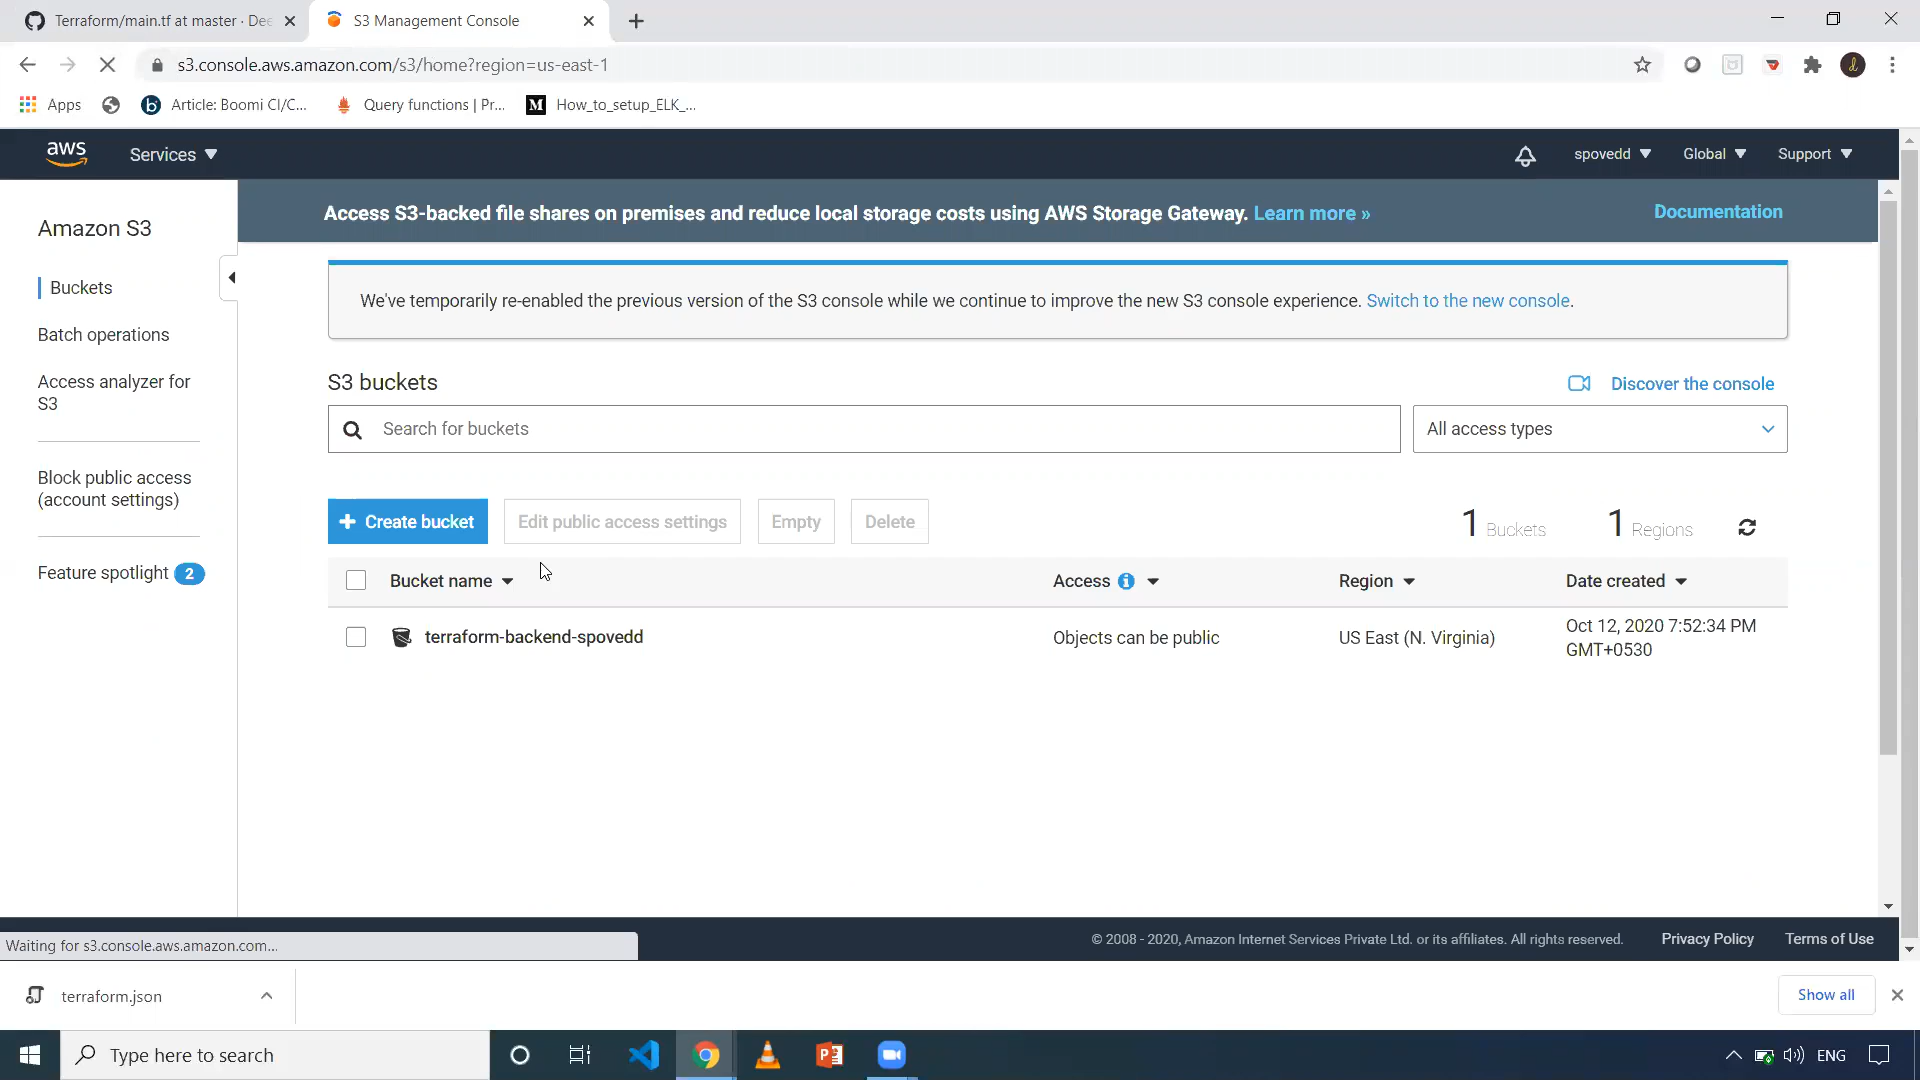 Terraform/main.tf at master · Dee
S3 Management Console
s3.console.aws.amazon.com/s3/home?region=us-east-1
Apps
Article: Boomi CI/C...
Query functions | Pr...
How_to_setup_ELK_...
aws
Services
spovedd
Global
Support
Amazon S3
Buckets
Batch operations
Access analyzer for
S3
Block public access
(account settings)
Feature spotlight 2
Access S3-backed file shares on premises and reduce local storage costs using AWS Storage Gateway. Learn more »
Documentation
We've temporarily re-enabled the previous version of the S3 console while we continue to improve the new S3 console experience. Switch to the new console.
S3 buckets
Discover the console
Search for buckets
All access types
+ Create bucket
Edit public access settings
Empty
Delete
1 Buckets
1 Regions
Bucket name
Access
Region
Date created
terraform-backend-spovedd
Objects can be public
US East (N. Virginia)
Oct 12, 2020 7:52:34 PM
GMT+0530
Waiting for s3.console.aws.amazon.com...
© 2008 - 2020, Amazon Internet Services Private Ltd. or its affiliates. All rights reserved.
Privacy Policy
Terms of Use
terraform.json
Show all
Type here to search
ENG